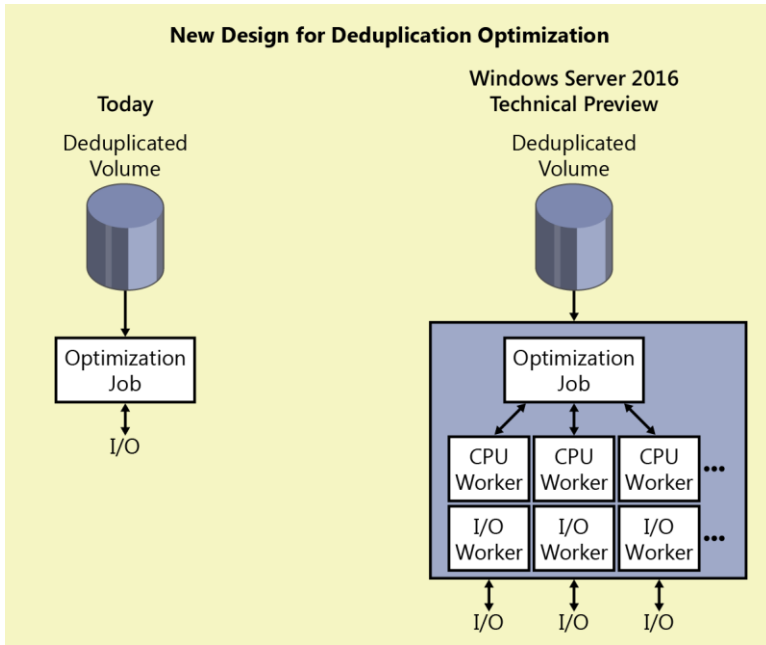 New Design for Deduplication Optimization
Today
Deduplicated
Volume
Optimization
Job
I/O
Windows Server 2016
Technical Preview
Deduplicated
Volume
Optimization
Job
CPU
Worker
CPU
Worker
CPU
Worker
...
I/O
Worker
I/O
Worker
I/O
Worker
...
I/O
I/O
I/O